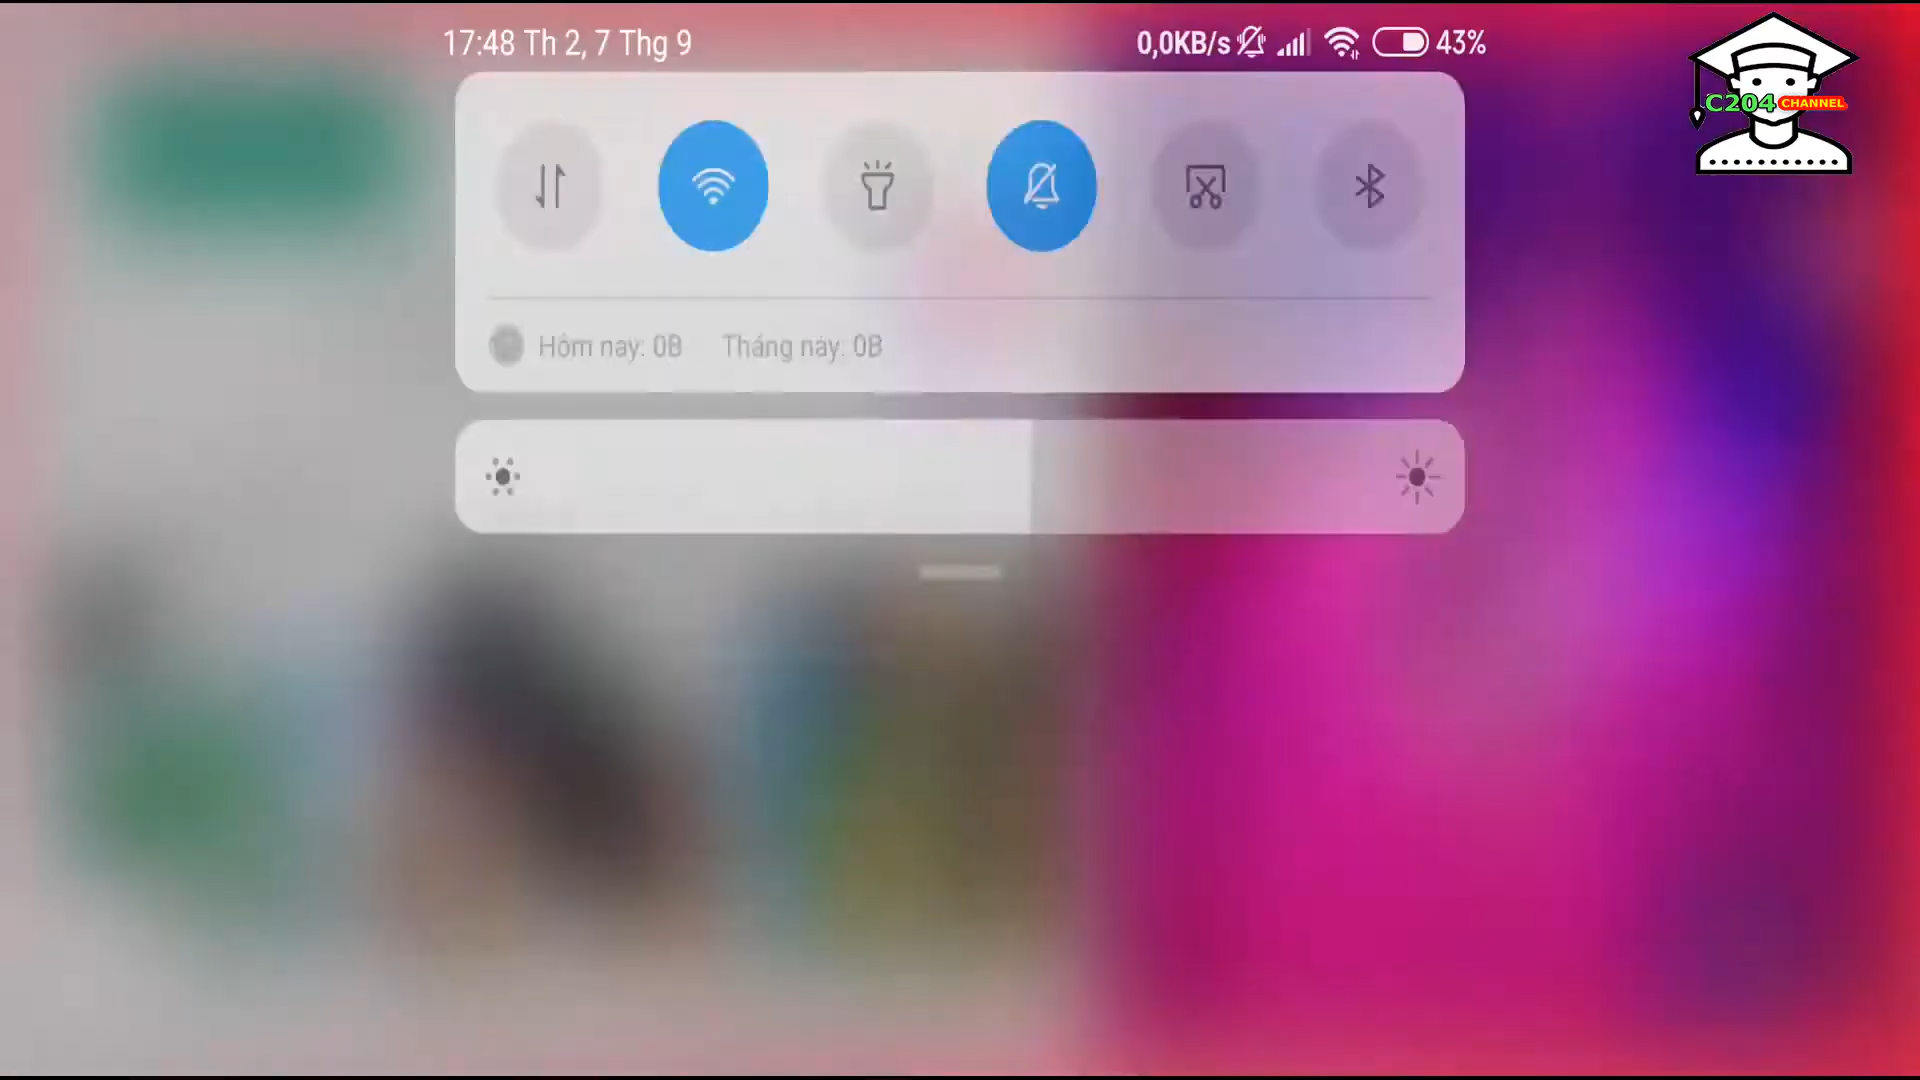 17:48 Th 2, 7 Thg 9
0,0KB/s 43%
C204 CHANNEL
Hôm nay: 0B Tháng này: 0B